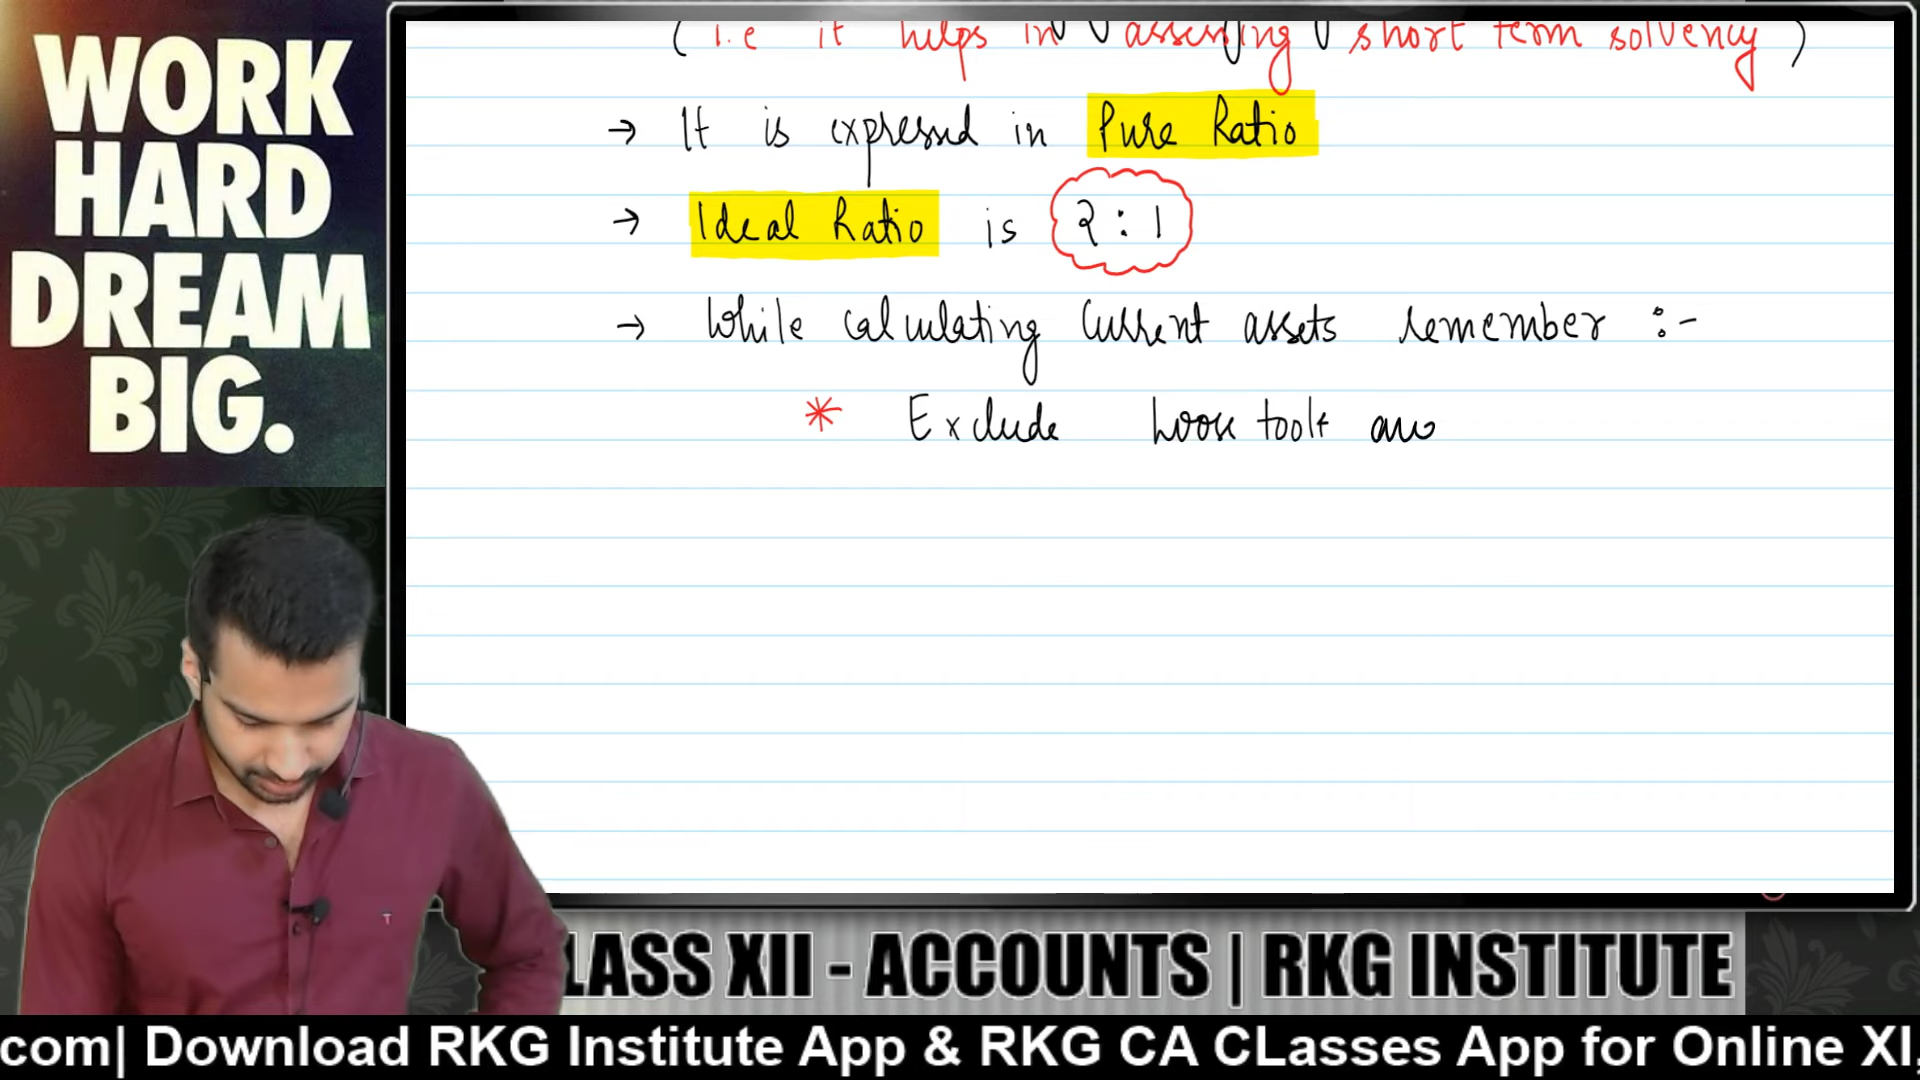 WORK
HARD
DREAM
BIG.
( i.e it helps in assessing short term solvency )
→ It is expressed in Pure Ratio
→ Ideal Ratio is 2 : 1
→ While calculating Current assets remember :-
* Exclude Loose tools
LASS XII - ACCOUNTS | RKG INSTITUTE
com| Download RKG Institute App & RKG CA CLasses App for Online XI,